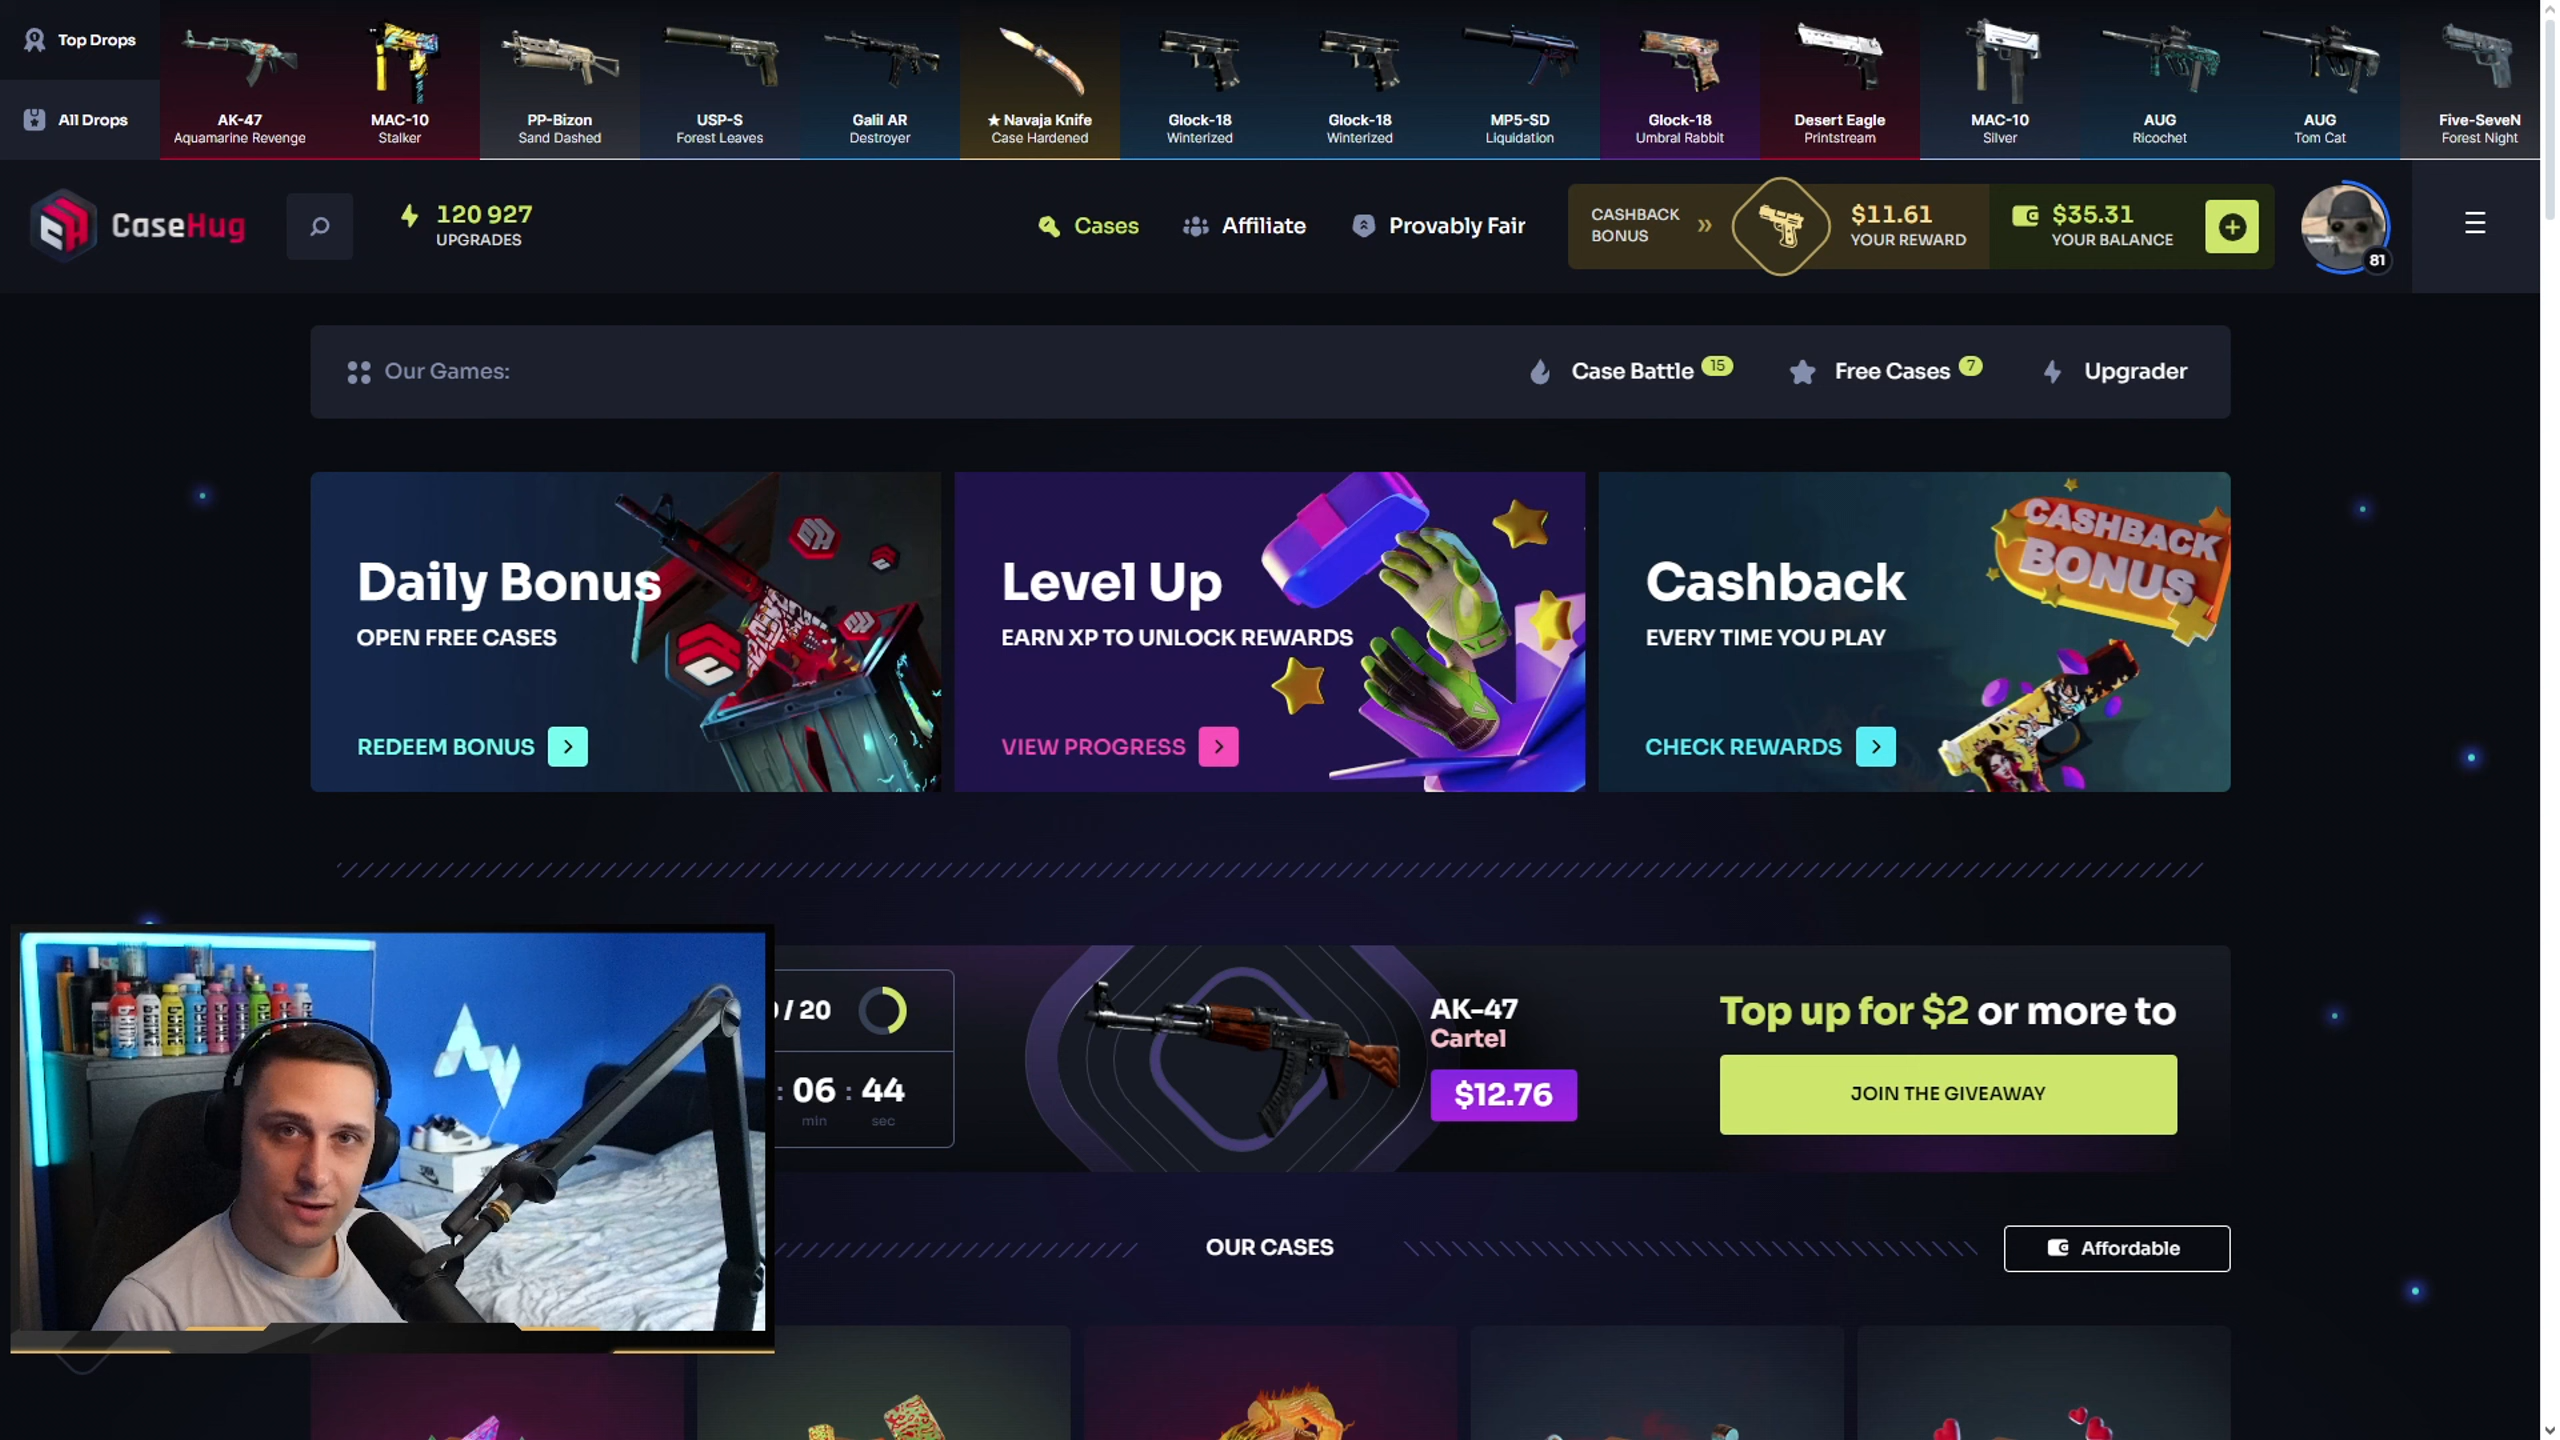 Top Drops
All Drops
AK-47
Aquamarine Revenge
MAC-10
Stalker
PP-Bizon
Sand Dashed
USP-S
Forest Leaves
Galil AR
Destroyer
★ Navaja Knife
Case Hardened
Glock-18
Winterized
Glock-18
Winterized
MP5-SD
Liquidation
Glock-18
Umbral Rabbit
Desert Eagle
Printstream
MAC-10
Silver
AUG
Ricochet
AUG
Tom Cat
Five-SeveN
Forest Night
CaseHug
120 927
UPGRADES
Cases
Affiliate
Provably Fair
CASHBACK
BONUS
$11.61
YOUR REWARD
$35.31
YOUR BALANCE
81
Our Games:
Case Battle 15
Free Cases 7
Upgrader
Daily Bonus
OPEN FREE CASES
REDEEM BONUS
Level Up
EARN XP TO UNLOCK REWARDS
VIEW PROGRESS
Cashback
EVERY TIME YOU PLAY
CHECK REWARDS
CASHBACK
BONUS
/ 20
: 06 : 44
min
sec
AK-47
Cartel
$12.76
Top up for $2 or more to
JOIN THE GIVEAWAY
OUR CASES
Affordable